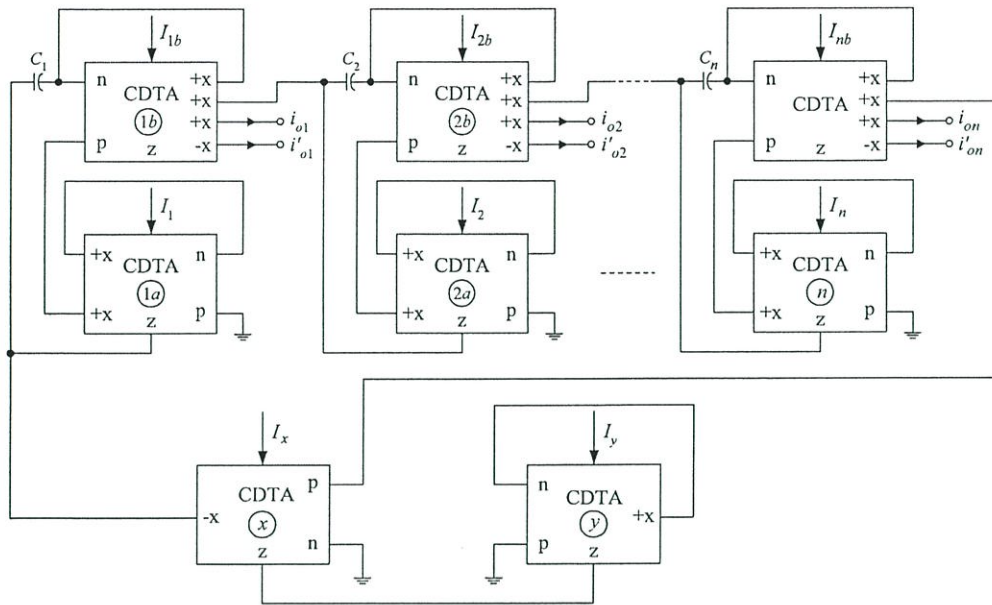 C1 I1b C2 I2b Cn Inb
n +x n +x n +x
CDTA +x CDTA +x CDTA +x
1b +x io1 2b +x io2 +x ion
p z -x i'o1 p z -x i'o2 p z -x i'on
I1 I2 In
+x CDTA n +x CDTA n +x CDTA n
1a 2a n
+x z p +x z p +x z p
Ix Iy
CDTA p n CDTA
-x x y +x
z n p z